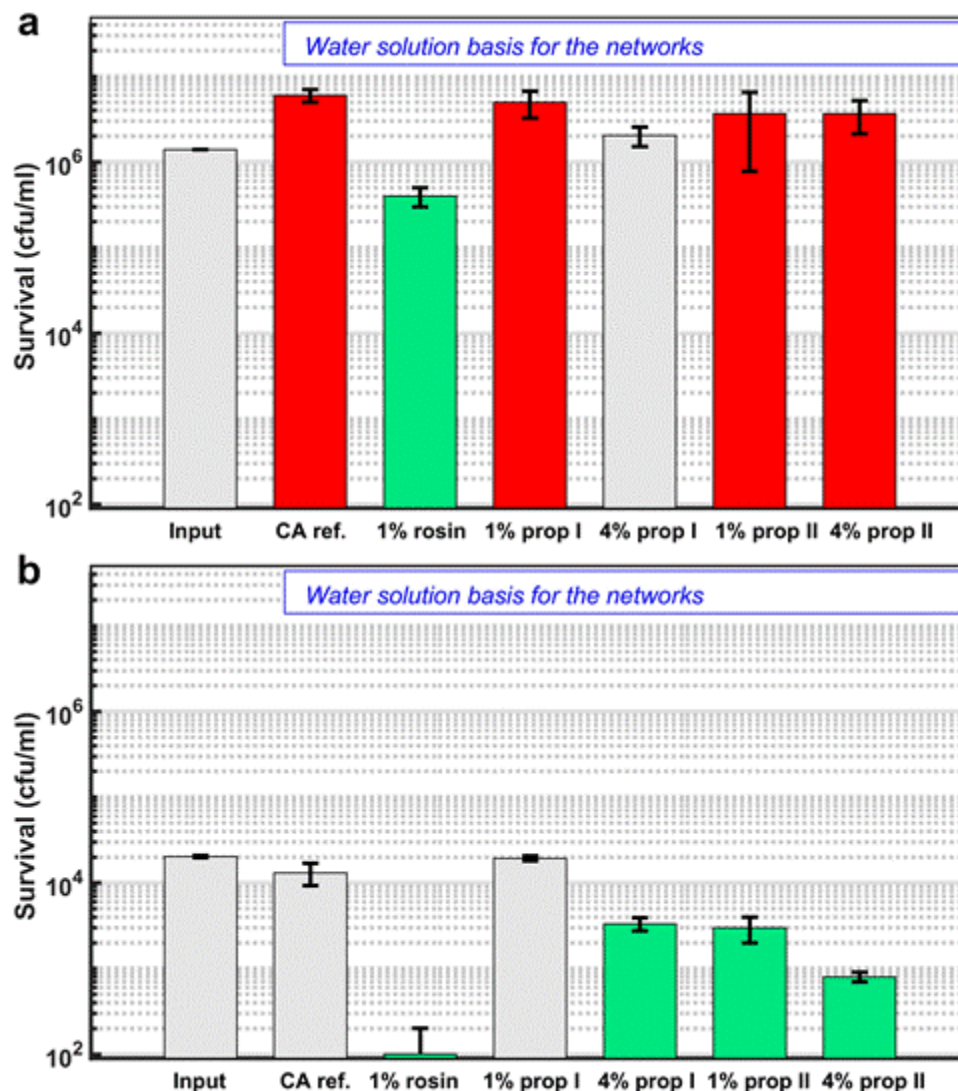 a
Water solution basis for the networks
Survival (cfu/ml)
10^6
10^4
10^2
Input CA ref. 1% rosin 1% prop I 4% prop I 1% prop II 4% prop II
b
Water solution basis for the networks
Survival (cfu/ml)
10^6
10^4
10^2
Input CA ref. 1% rosin 1% prop I 4% prop I 1% prop II 4% prop II